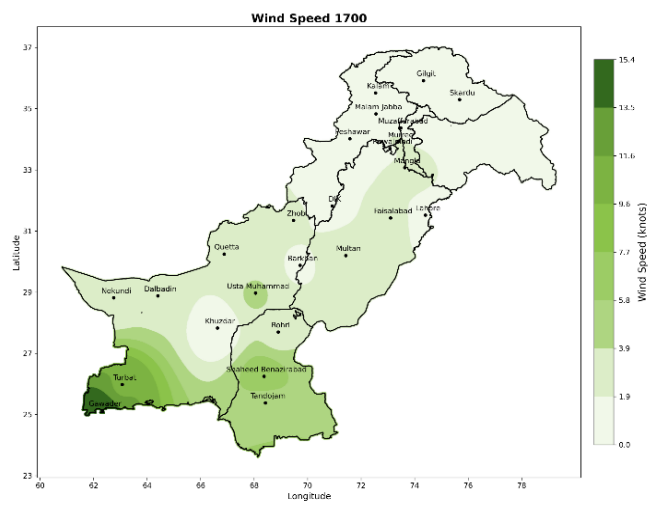 Wind Speed 1700
37
35
33
31
29
27
25
23
Latitude
60
62
64
66
68
70
72
74
76
78
Longitude
Gilgit
Kalam
Skardu
Malam Jabba
Muzaffarabad
Peshawar
Murree
Mangla
DIK
Zhob
Faisalabad
Lahore
Quetta
Multan
Barkhan
Usta Muhammad
Nokundi
Dalbadin
Khuzdar
Rohri
Turbat
Shaheed Benazirabad
Gawadar
Tandojam
15.4
13.5
11.6
9.6
7.7
5.8
3.9
1.9
0.0
Wind Speed (knots)